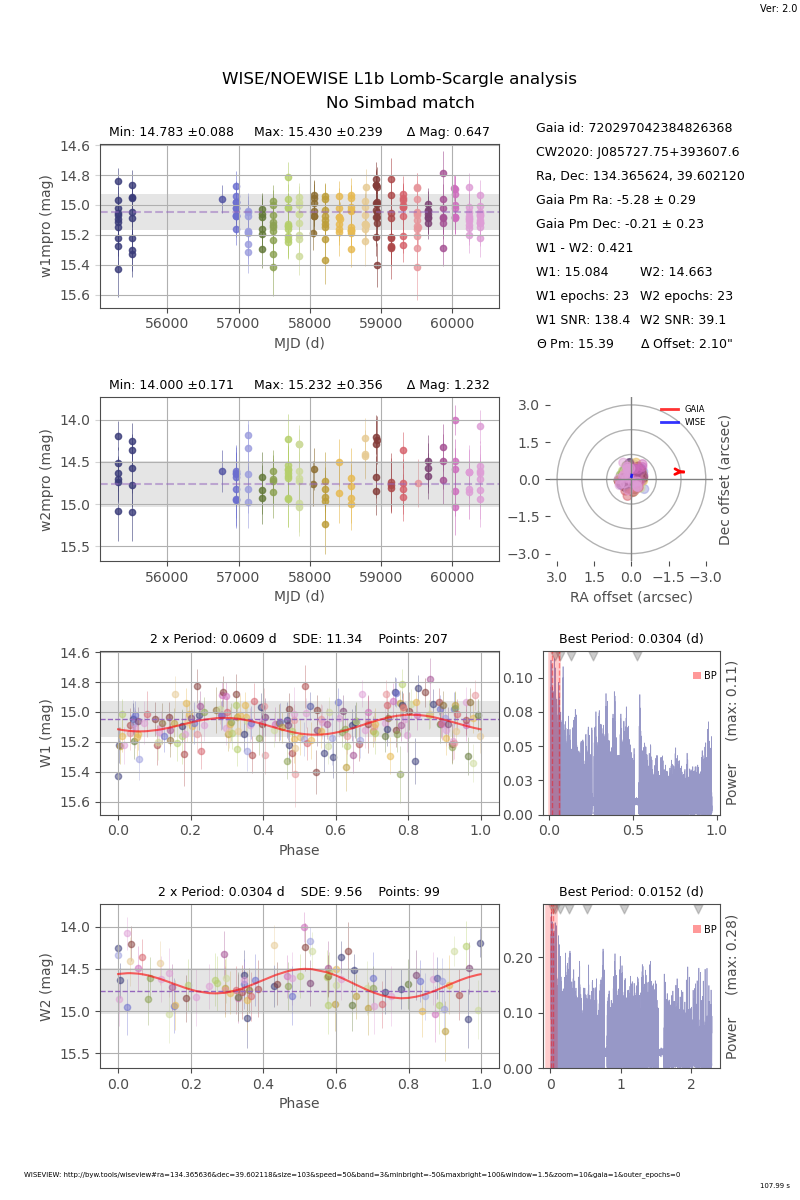 Ver: 2.0
WISE/NOEWISE L1b Lomb-Scargle analysis
No Simbad match
Min: 14.783 ±0.088 Max: 15.430 ±0.239 Δ Mag: 0.647
14.6
14.8
15.0
15.2
15.4
15.6
w1mpro (mag)
56000 57000 58000 59000 60000
MJD (d)
Gaia id: 720297042384826368
CW2020: J085727.75+393607.6
Ra, Dec: 134.365624, 39.602120
Gaia Pm Ra: -5.28 ± 0.29
Gaia Pm Dec: -0.21 ± 0.23
W1 - W2: 0.421
W1: 15.084 W2: 14.663
W1 epochs: 23 W2 epochs: 23
W1 SNR: 138.4 W2 SNR: 39.1
Θ Pm: 15.39 Δ Offset: 2.10"
Min: 14.000 ±0.171 Max: 15.232 ±0.356 Δ Mag: 1.232
14.0
14.5
15.0
15.5
w2mpro (mag)
56000 57000 58000 59000 60000
MJD (d)
GAIA
WISE
3.0
1.5
0.0
−1.5
−3.0
3.0 1.5 0.0 −1.5 −3.0
RA offset (arcsec)
Dec offset (arcsec)
2 x Period: 0.0609 d SDE: 11.34 Points: 207
14.6
14.8
15.0
15.2
15.4
15.6
W1 (mag)
0.0 0.2 0.4 0.6 0.8 1.0
Phase
Best Period: 0.0304 (d)
BP
0.10
0.08
0.05
0.03
0.00
0.0 0.5 1.0
Power (max: 0.11)
2 x Period: 0.0304 d SDE: 9.56 Points: 99
14.0
14.5
15.0
15.5
W2 (mag)
0.0 0.2 0.4 0.6 0.8 1.0
Phase
Best Period: 0.0152 (d)
BP
0.20
0.10
0.00
0 1 2
Power (max: 0.28)
WISEVIEW: http://byw.tools/wiseview#ra=134.365636&dec=39.602118&size=103&speed=50&band=3&minbright=-50&maxbright=100&window=1.5&zoom=10&gaia=1&outer_epochs=0
107.99 s